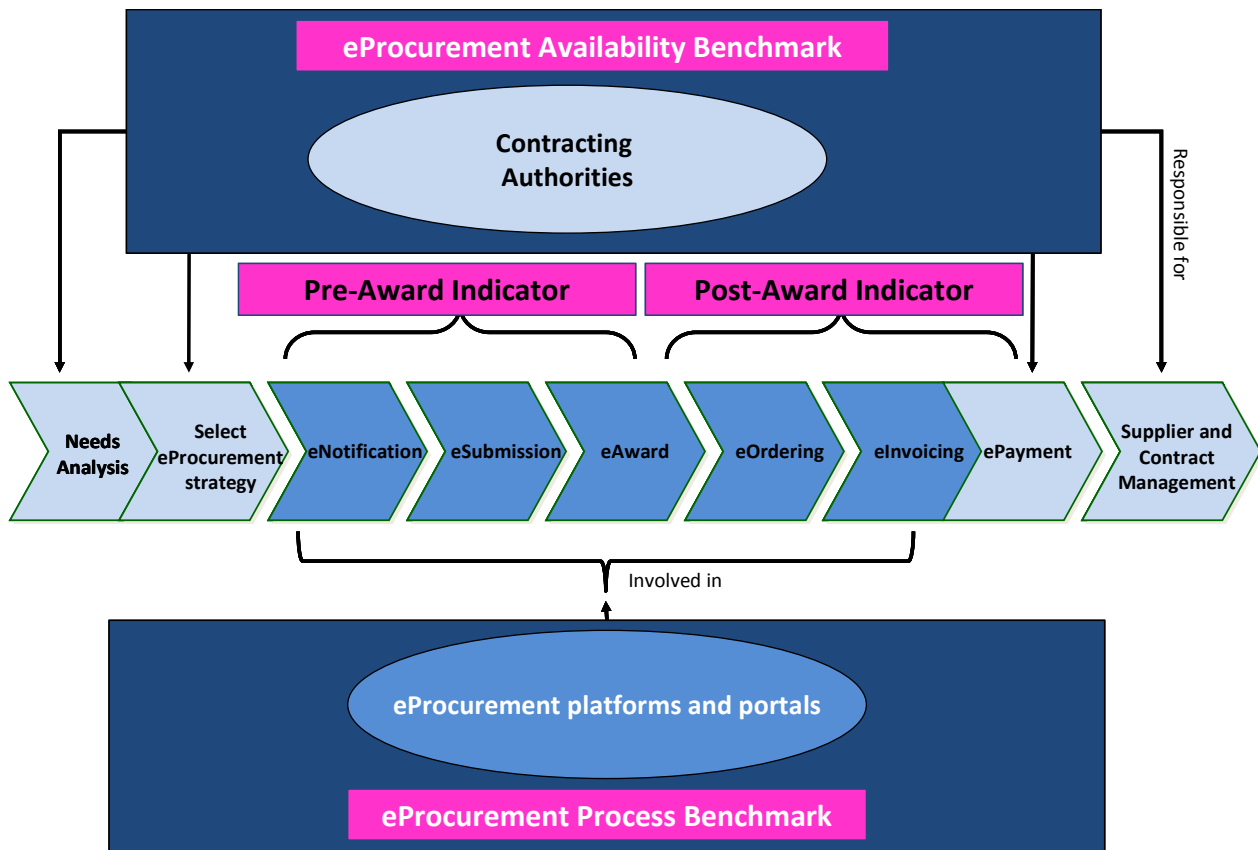 eProcurement Availability Benchmark
Contracting
Authorities
Responsible for
Pre-Award Indicator
Post-Award Indicator
Needs
Analysis
Select
eProcurement
strategy
eNotification
eSubmission
eAward
eOrdering
eInvoicing
ePayment
Supplier and
Contract
Management
Involved in
eProcurement platforms and portals
eProcurement Process Benchmark